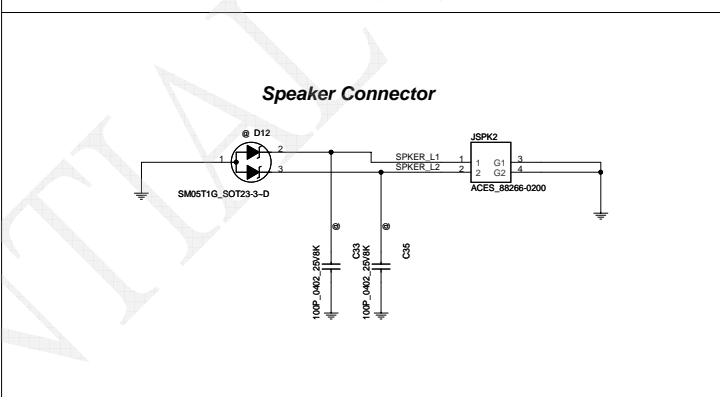 Speaker Connector
@ D12
1
2
3
SM05T1G_SOT23-3~D
SPKER_L1
SPKER_L2
1
2
JSPK2
1 G1
2 G2
3
4
ACES_88266-0200
@
@
100P_0402_25V8K
C33
100P_0402_25V8K
C35
NTIAL